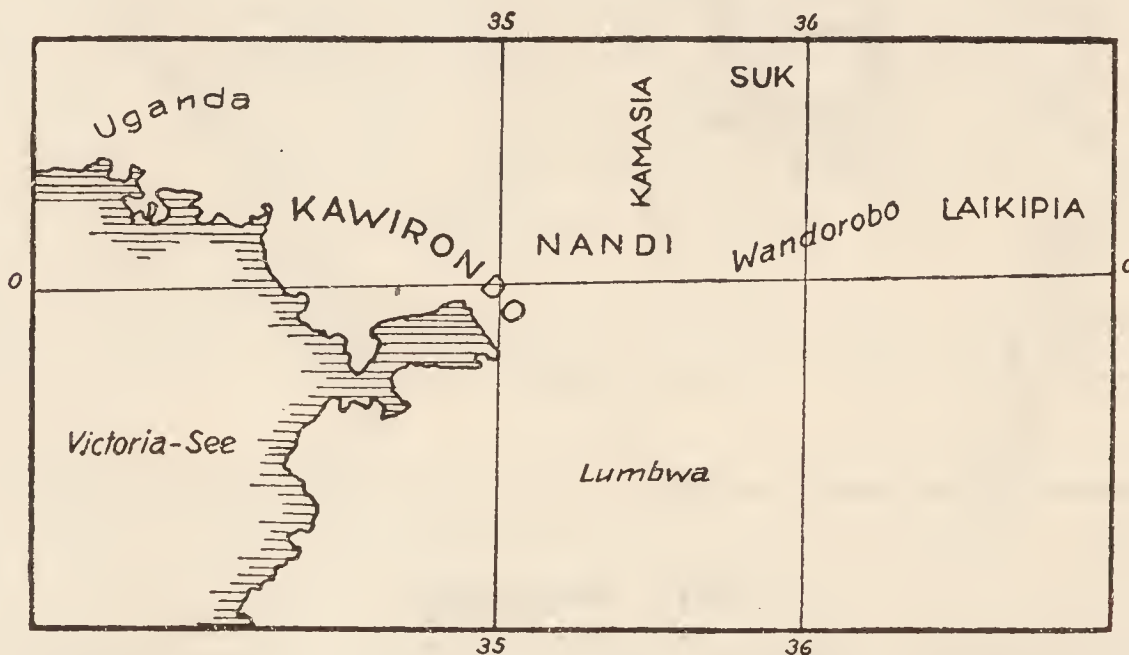 35 36
SUK
Uganda
KAMASIA
KAWIRONDO
NANDI
Wandorobo
LAIKIPIA
0 0
Victoria-See
Lumbwa
35 36